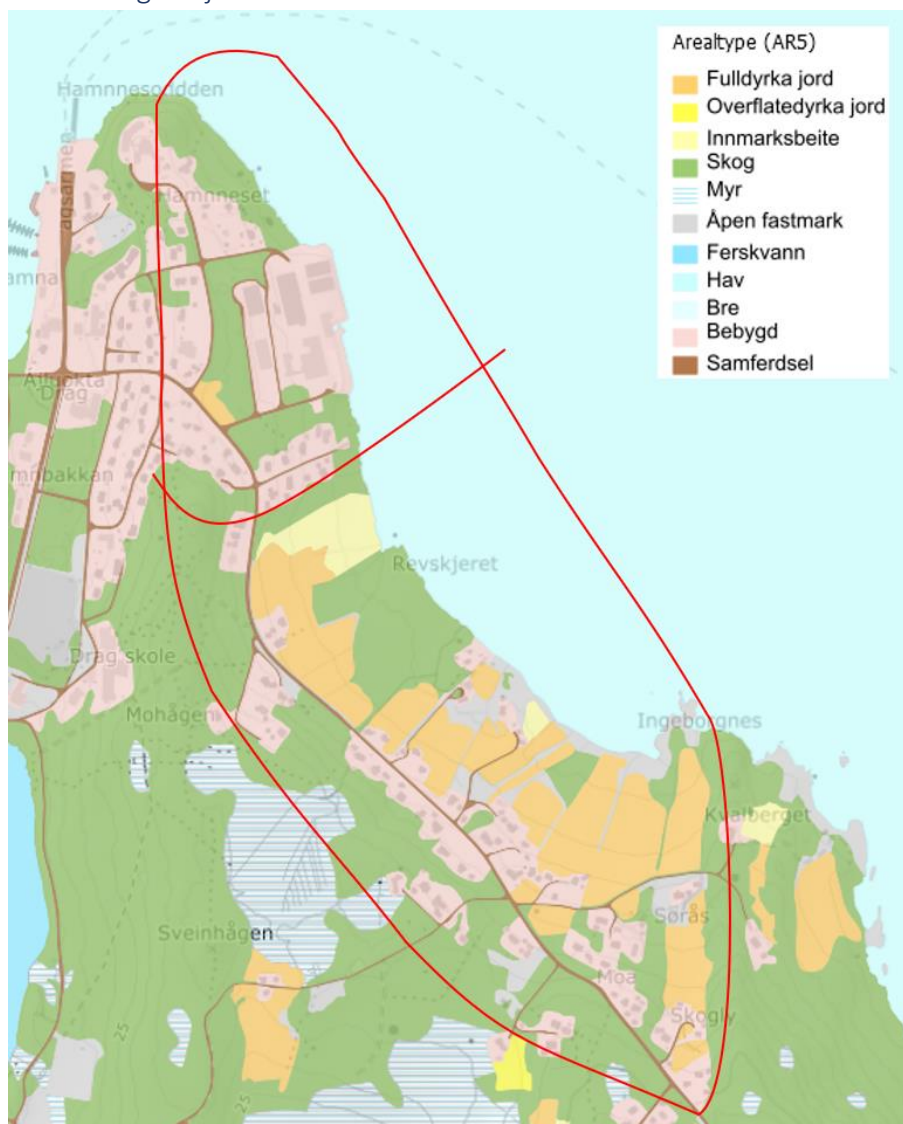 Arealtype (AR5)
Fulldyrka jord
Overflatedyrka jord
Innmarksbeite
Skog
Myr
Åpen fastmark
Ferskvann
Hav
Bre
Bebygd
Samferdsel
Hamnneset
Drag
Revskjeret
Drag skole
Mohågen
Ingeborgnes
Kvalberget
Sveinhågen
Sørås
Moa
Skogly
25
25